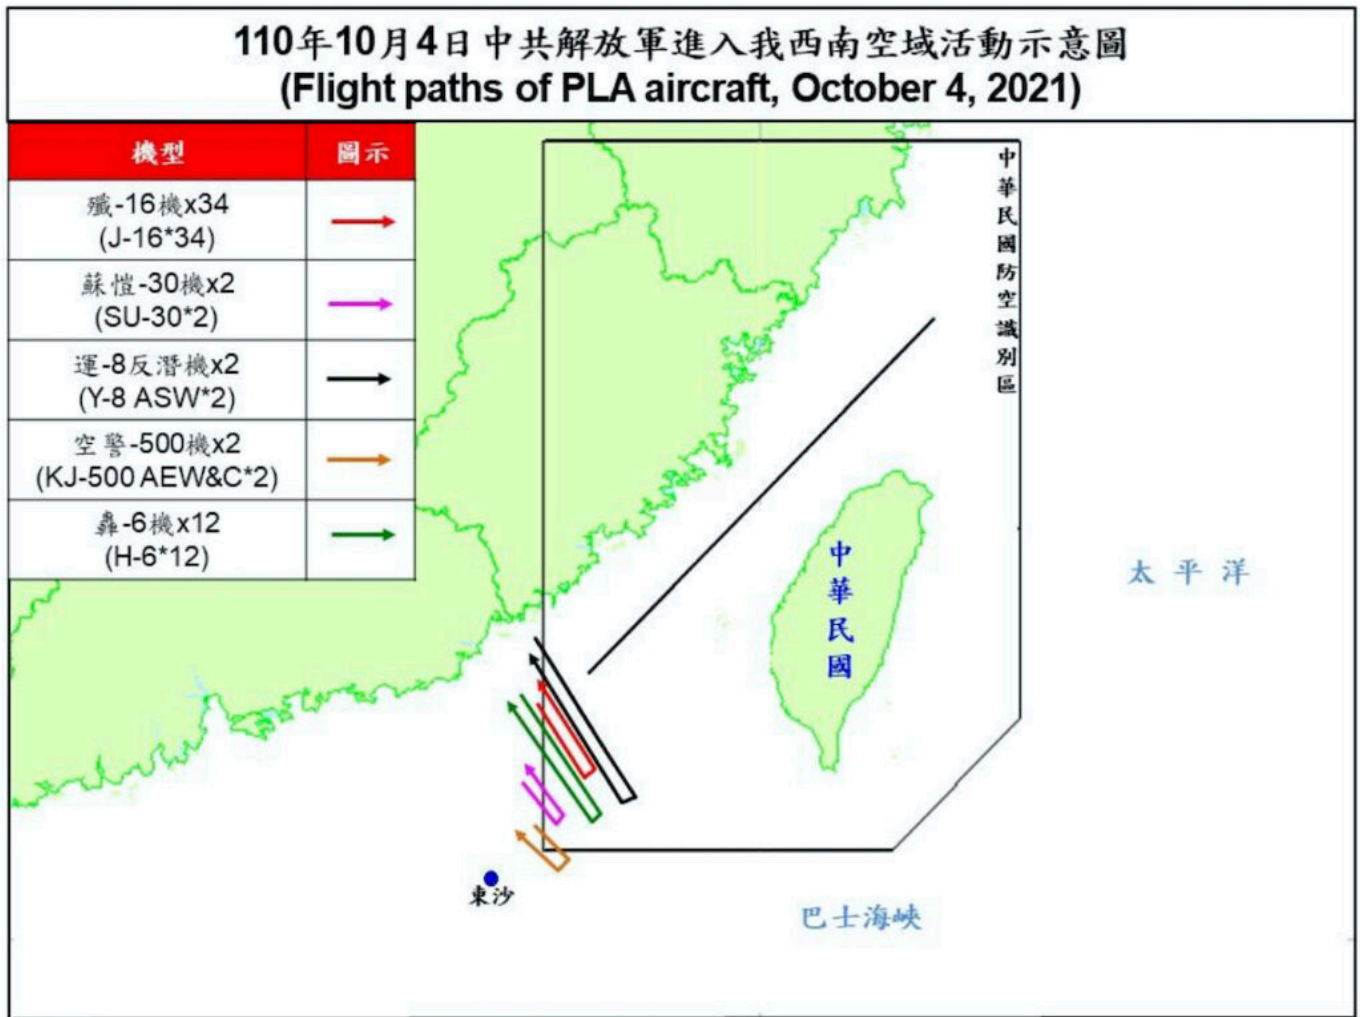 110年10月4日中共解放軍進入我西南空域活動示意圖
(Flight paths of PLA aircraft, October 4, 2021)
機型
圖示
殲-16機x34
(J-16*34)
蘇愷-30機x2
(SU-30*2)
運-8反潛機x2
(Y-8 ASW*2)
空警-500機x2
(KJ-500 AEW&C*2)
轟-6機x12
(H-6*12)
中華民國防空識別區
中華民國
太平洋
東沙
巴士海峽